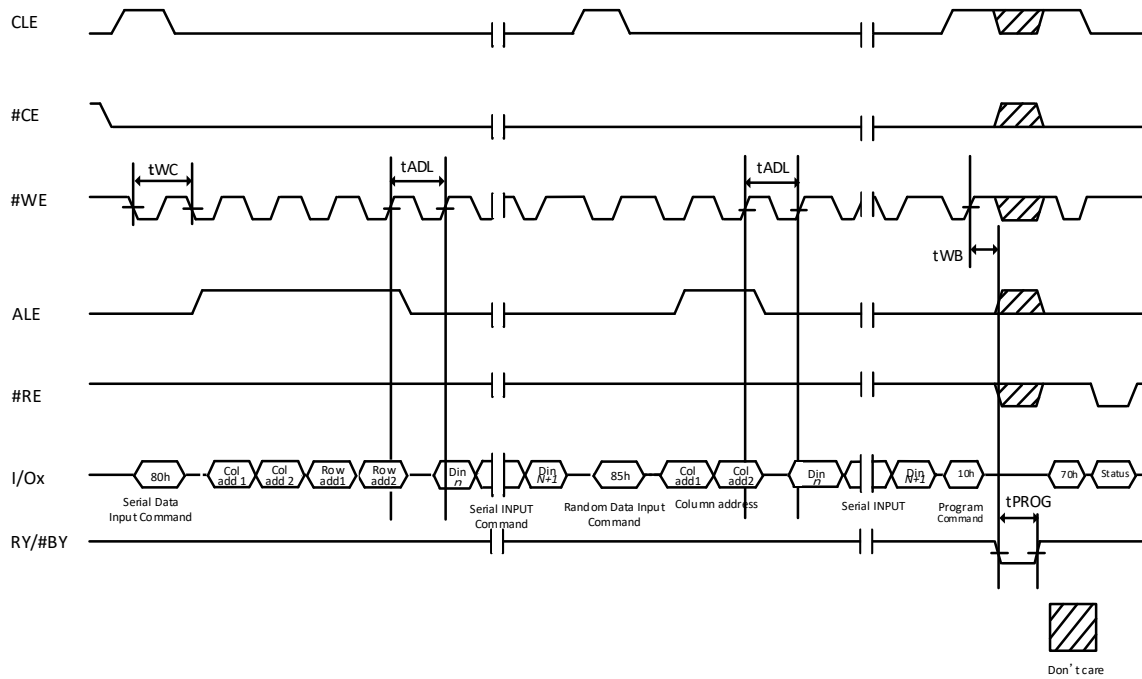 CLE
#CE
tWC
tADL
tADL
#WE
tWB
ALE
#RE
I/Ox
80h
Col
add 1
Col
add 2
Row
add1
Row
add2
Din
n
Din
N+1
85h
Col
add1
Col
add2
Din
n
Din
N+1
10h
70h
Status
Serial Data
Input Command
Serial INPUT
Command
Random Data Input
Command
Column address
Serial INPUT
Program
Command
tPROG
RY/#BY
Don't care